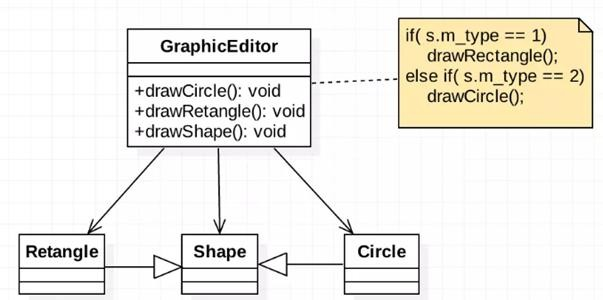 GraphicEditor
+drawCircle(): void
+drawRetangle(): void
+drawShape(): void
if( s.m_type == 1)
drawRectangle();
else if( s.m_type == 2)
drawCircle();
Retangle
Shape
Circle